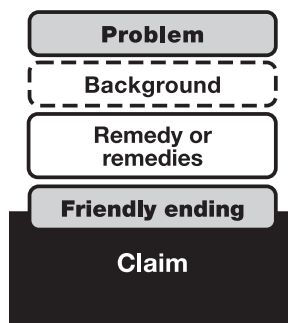 Problem
Background
Remedy or
remedies
Friendly ending
Claim